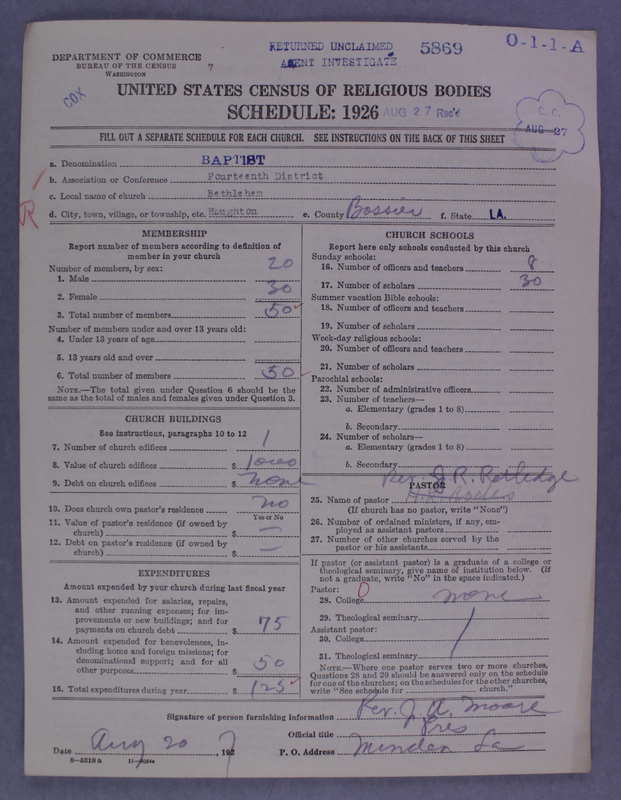 RETURNED UNCLAIMED 5869 O-1-1-A
DEPARTMENT OF COMMERCE
BUREAU OF THE CENSUS 7
WASHINGTON
AGENT INVESTIGATE
COX
UNITED STATES CENSUS OF RELIGIOUS BODIES
SCHEDULE: 1926 AUG 27 Rec'd
C. C.
AUG 27
FILL OUT A SEPARATE SCHEDULE FOR EACH CHURCH. SEE INSTRUCTIONS ON THE BACK OF THIS SHEET
a. Denomination BAPTIST
b. Association or Conference Fourteenth District
c. Local name of church Bethlehem
R
d. City, town, village, or township, etc. Haughton e. County Bossier f. State LA.
MEMBERSHIP
Report number of members according to definition of
member in your church
Number of members, by sex:
1. Male 20
2. Female 30
3. Total number of members 50
Number of members under and over 13 years old:
4. Under 13 years of age
5. 13 years old and over
6. Total number of members 50
NOTE.—The total given under Question 6 should be the
same as the total of males and females given under Question 3.
CHURCH BUILDINGS
See instructions, paragraphs 10 to 12
7. Number of church edifices 1
8. Value of church edifices $ 1000
9. Debt on church edifices $ none
10. Does church own pastor's residence no
Yes or No
11. Value of pastor's residence (if owned by
church) $ —
12. Debt on pastor's residence (if owned by
church) $ —
EXPENDITURES
Amount expended by your church during last fiscal year
13. Amount expended for salaries, repairs,
and other running expenses; for im-
provements or new buildings; and for
payments on church debt $ 75
14. Amount expended for benevolences, in-
cluding home and foreign missions; for
denominational support; and for all
other purposes $ 50
15. Total expenditures during year $ 125
CHURCH SCHOOLS
Report here only schools conducted by this church
Sunday schools:
16. Number of officers and teachers 8
17. Number of scholars 30
Summer vacation Bible schools:
18. Number of officers and teachers
19. Number of scholars
Week-day religious schools:
20. Number of officers and teachers
21. Number of scholars
Parochial schools:
22. Number of administrative officers
23. Number of teachers—
a. Elementary (grades 1 to 8)
b. Secondary
24. Number of scholars—
a. Elementary (grades 1 to 8)
b. Secondary
Rev. J. R. Rutledge
PASTOR
25. Name of pastor
(If church has no pastor, write "None")
26. Number of ordained ministers, if any, em-
ployed as assistant pastors
27. Number of other churches served by the
pastor or his assistants
If pastor (or assistant pastor) is a graduate of a college or
theological seminary, give name of institution below. (If
not a graduate, write "No" in the space indicated.)
Pastor: 0
28. College none
29. Theological seminary
Assistant pastor:
30. College
31. Theological seminary
NOTE.—Where one pastor serves two or more churches,
Questions 28 and 29 should be answered only on the schedule
for one of the churches; on the schedules for the other churches,
write "See schedule for church."
Signature of person furnishing information Rev. J. A. Moore
Official title Pres
Date Aug 20, 1927 P. O. Address Minden La
8—5518 a